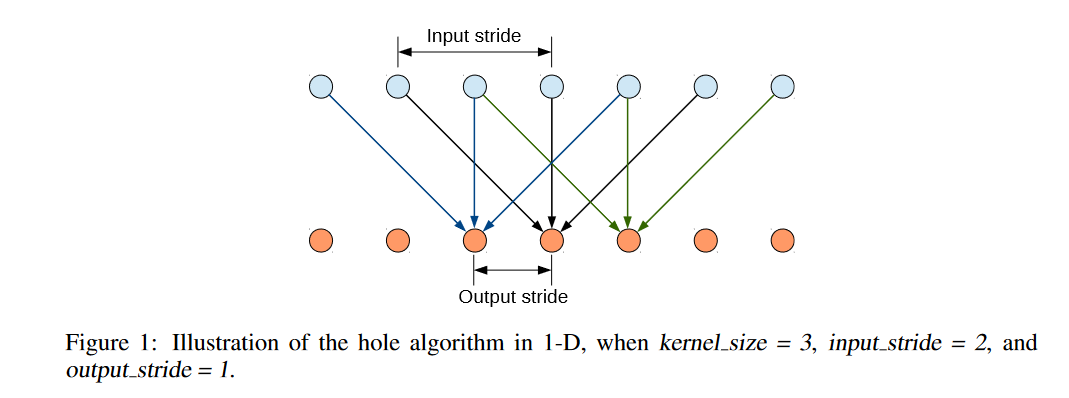 Input stride
Output stride
Figure 1: Illustration of the hole algorithm in 1-D, when kernel_size = 3, input_stride = 2, and
output_stride = 1.